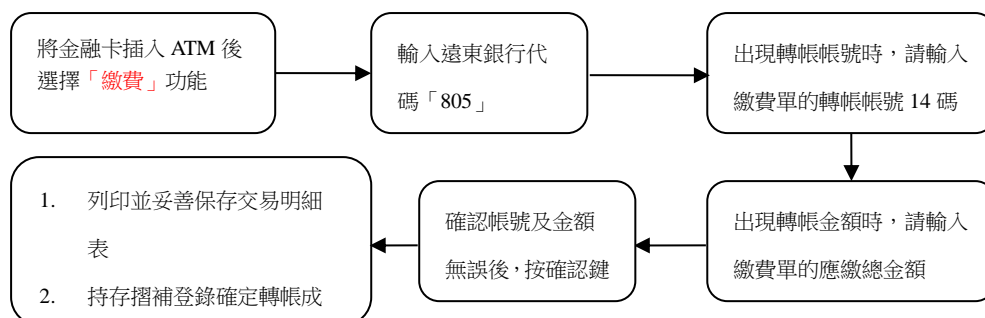 將金融卡插入 ATM 後
選擇「繳費」功能
輸入遠東銀行代
碼「805」
出現轉帳帳號時，請輸入
繳費單的轉帳帳號 14 碼
出現轉帳金額時，請輸入
繳費單的應繳總金額
確認帳號及金額
無誤後，按確認鍵
1. 列印並妥善保存交易明細
表
2. 持存摺補登錄確定轉帳成